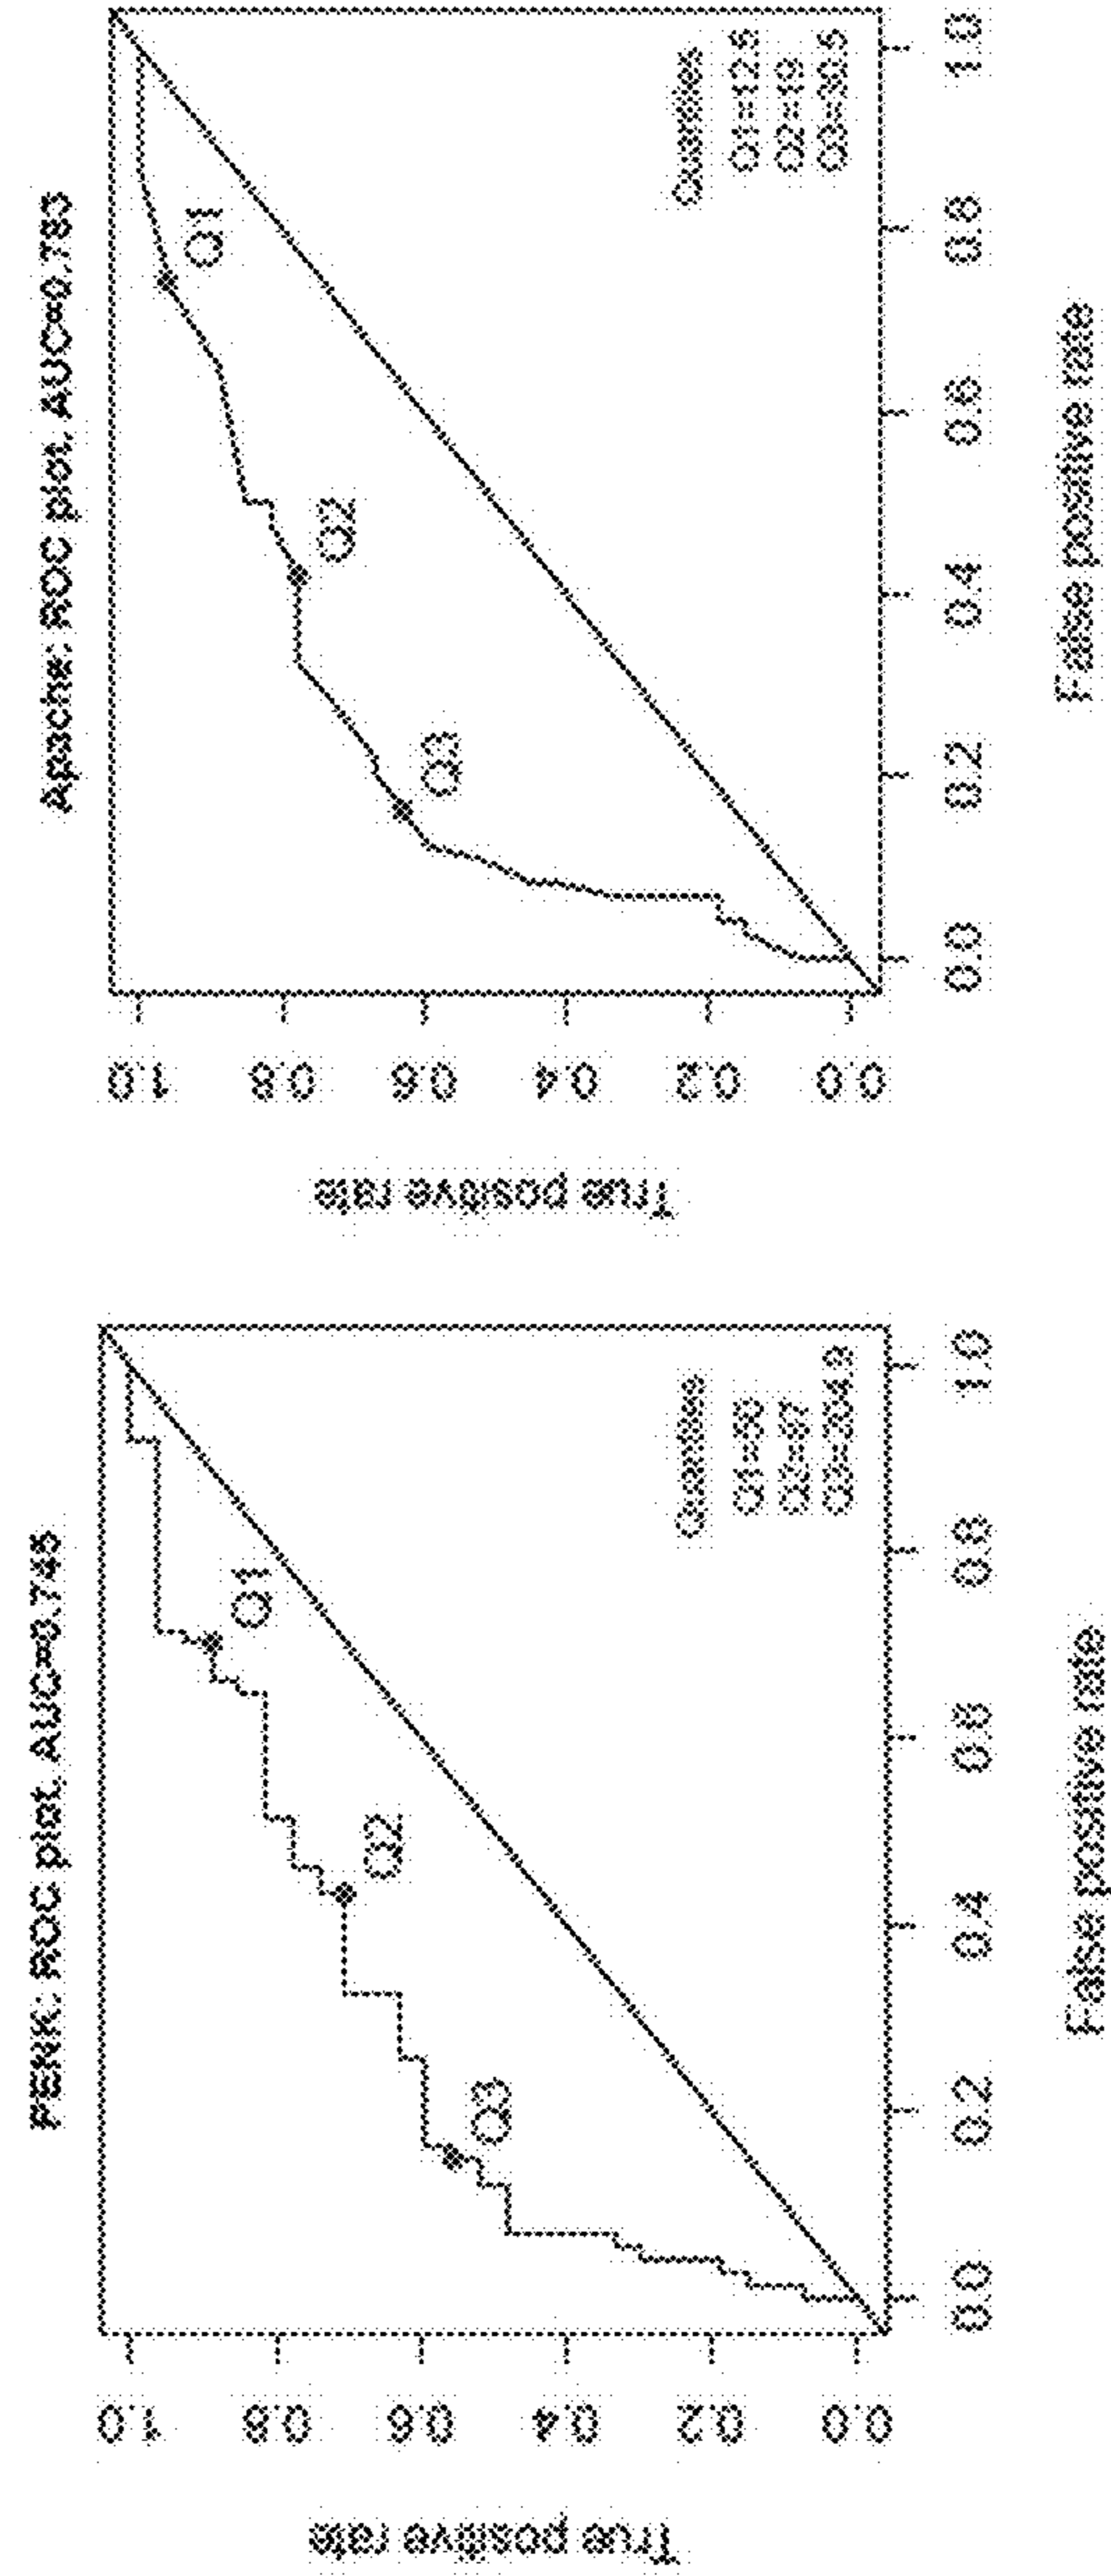 PENK: ROC plot. AUC=0.745
True positive rate
1.0
0.8
0.6
0.4
0.2
0.0
Q1
Q2
Q3
Quantiles
0.0 0.2 0.4 0.6 0.8 1.0
False positive rate
Apache: ROC plot. AUC=0.783
True positive rate
1.0
0.8
0.6
0.4
0.2
0.0
Q1
Q2
Q3
Quantiles
Q1=12.5
Q2=19
0.0 0.2 0.4 0.6 0.8 1.0
False positive rate